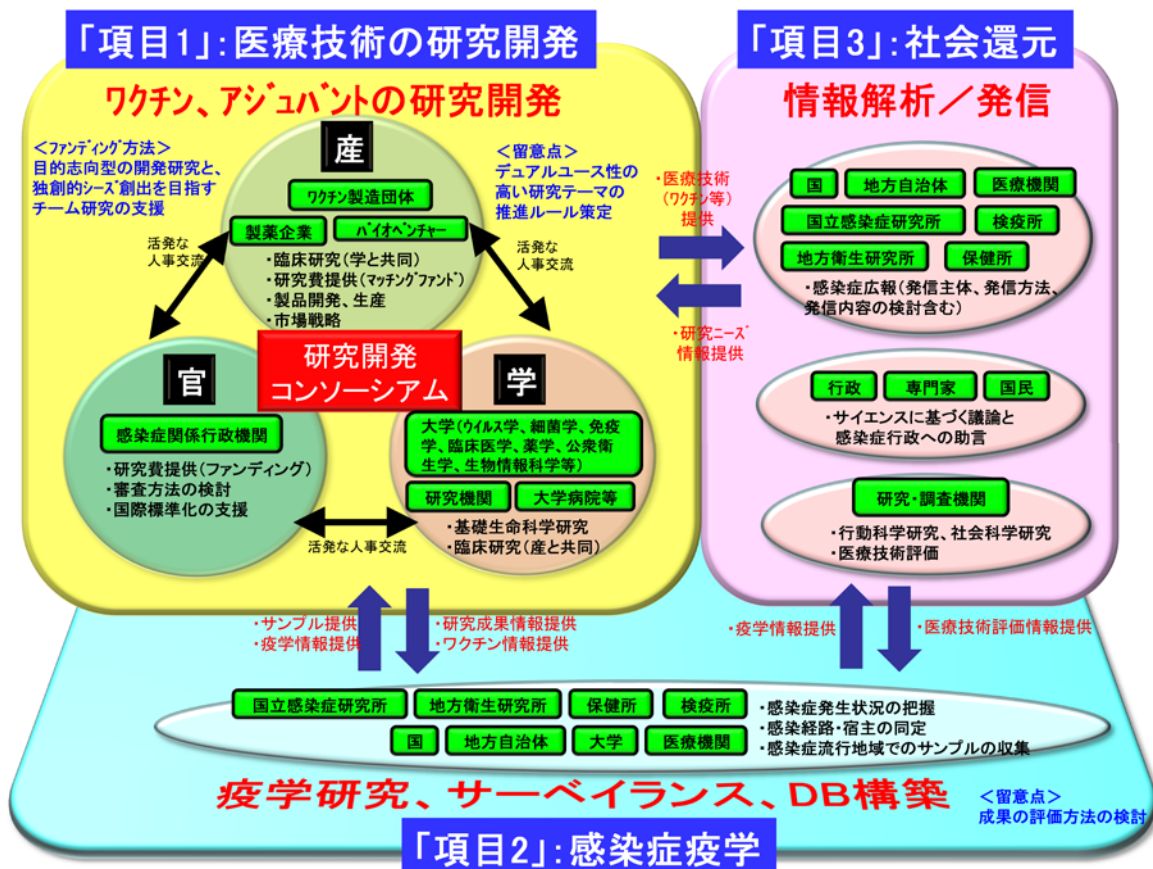 「項目1」:医療技術の研究開発
ワクチン、アジュバントの研究開発
<ファンディング方法>
目的志向型の開発研究と、
独創的シーズ創出を目指す
チーム研究の支援
産
<留意点>
デュアルユース性の
高い研究テーマの
推進ルール策定
ワクチン製造団体
製薬企業
バイオベンチャー
・臨床研究(学と共同)
・研究費提供(マッチングファンド)
・製品開発、生産
・市場戦略
活発な
人事交流
活発な
人事交流
研究開発
コンソーシアム
官
感染症関係行政機関
・研究費提供(ファンディング)
・審査方法の検討
・国際標準化の支援
学
大学(ウイルス学、細菌学、免疫
学、臨床医学、薬学、公衆衛
生学、生物情報科学等)
研究機関
大学病院等
・基礎生命科学研究
・臨床研究(産と共同)
活発な人事交流
・医療技術
(ワクチン等)
提供
・研究ニーズ
情報提供
「項目3」:社会還元
情報解析/発信
国
地方自治体
医療機関
国立感染症研究所
検疫所
地方衛生研究所
保健所
・感染症広報(発信主体、発信方法、
発信内容の検討含む)
行政
専門家
国民
・サイエンスに基づく議論と
感染症行政への助言
研究・調査機関
・行動科学研究、社会科学研究
・医療技術評価
・サンプル提供
・疫学情報提供
・研究成果情報提供
・ワクチン情報提供
・疫学情報提供
・医療技術評価情報提供
国立感染症研究所
地方衛生研究所
保健所
検疫所
国
地方自治体
大学
医療機関
・感染症発生状況の把握
・感染経路・宿主の同定
・感染症流行地域でのサンプルの収集
疫学研究、サーベイランス、DB構築
<留意点>
成果の評価方法の検討
「項目2」:感染症疫学